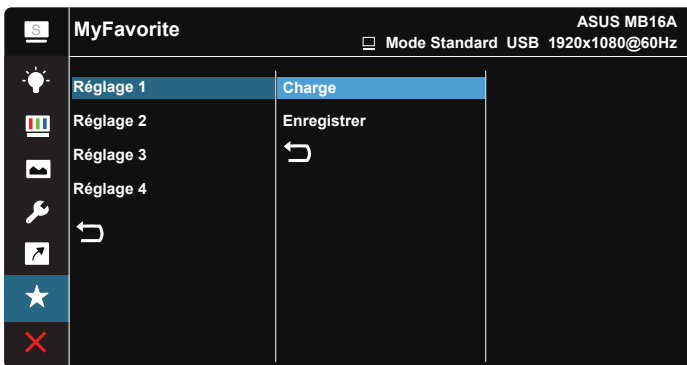 S
MyFavorite
ASUS MB16A
Mode Standard USB 1920x1080@60Hz
Réglage 1
Charge
Réglage 2
Enregistrer
Réglage 3
Réglage 4